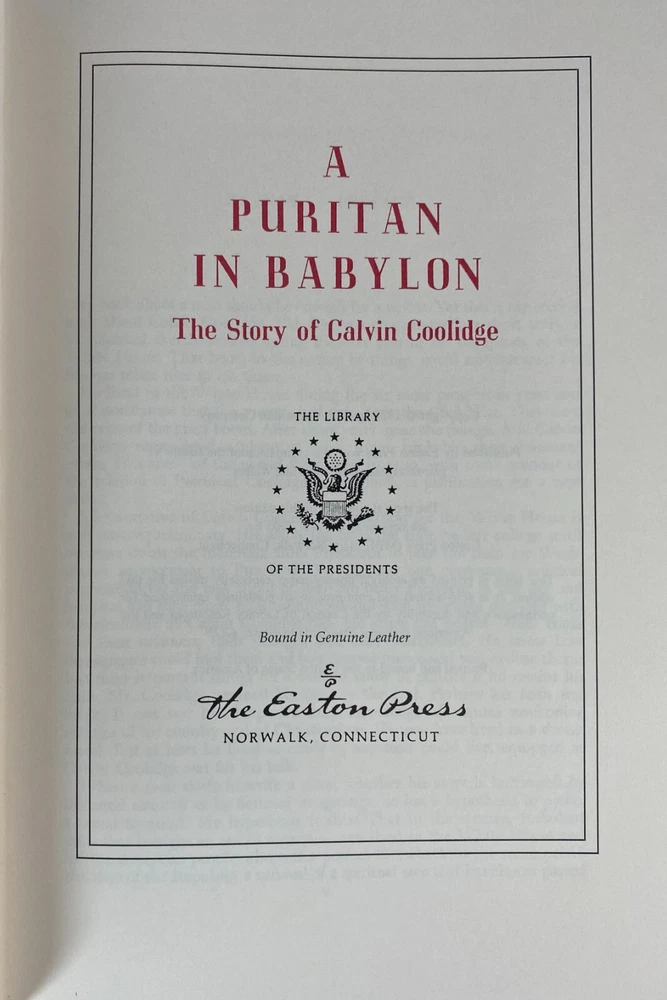 A
PURITAN
IN BABYLON
The Story of Calvin Coolidge
THE LIBRARY
OF THE PRESIDENTS
Bound in Genuine Leather
E
P
The Easton Press
NORWALK, CONNECTICUT